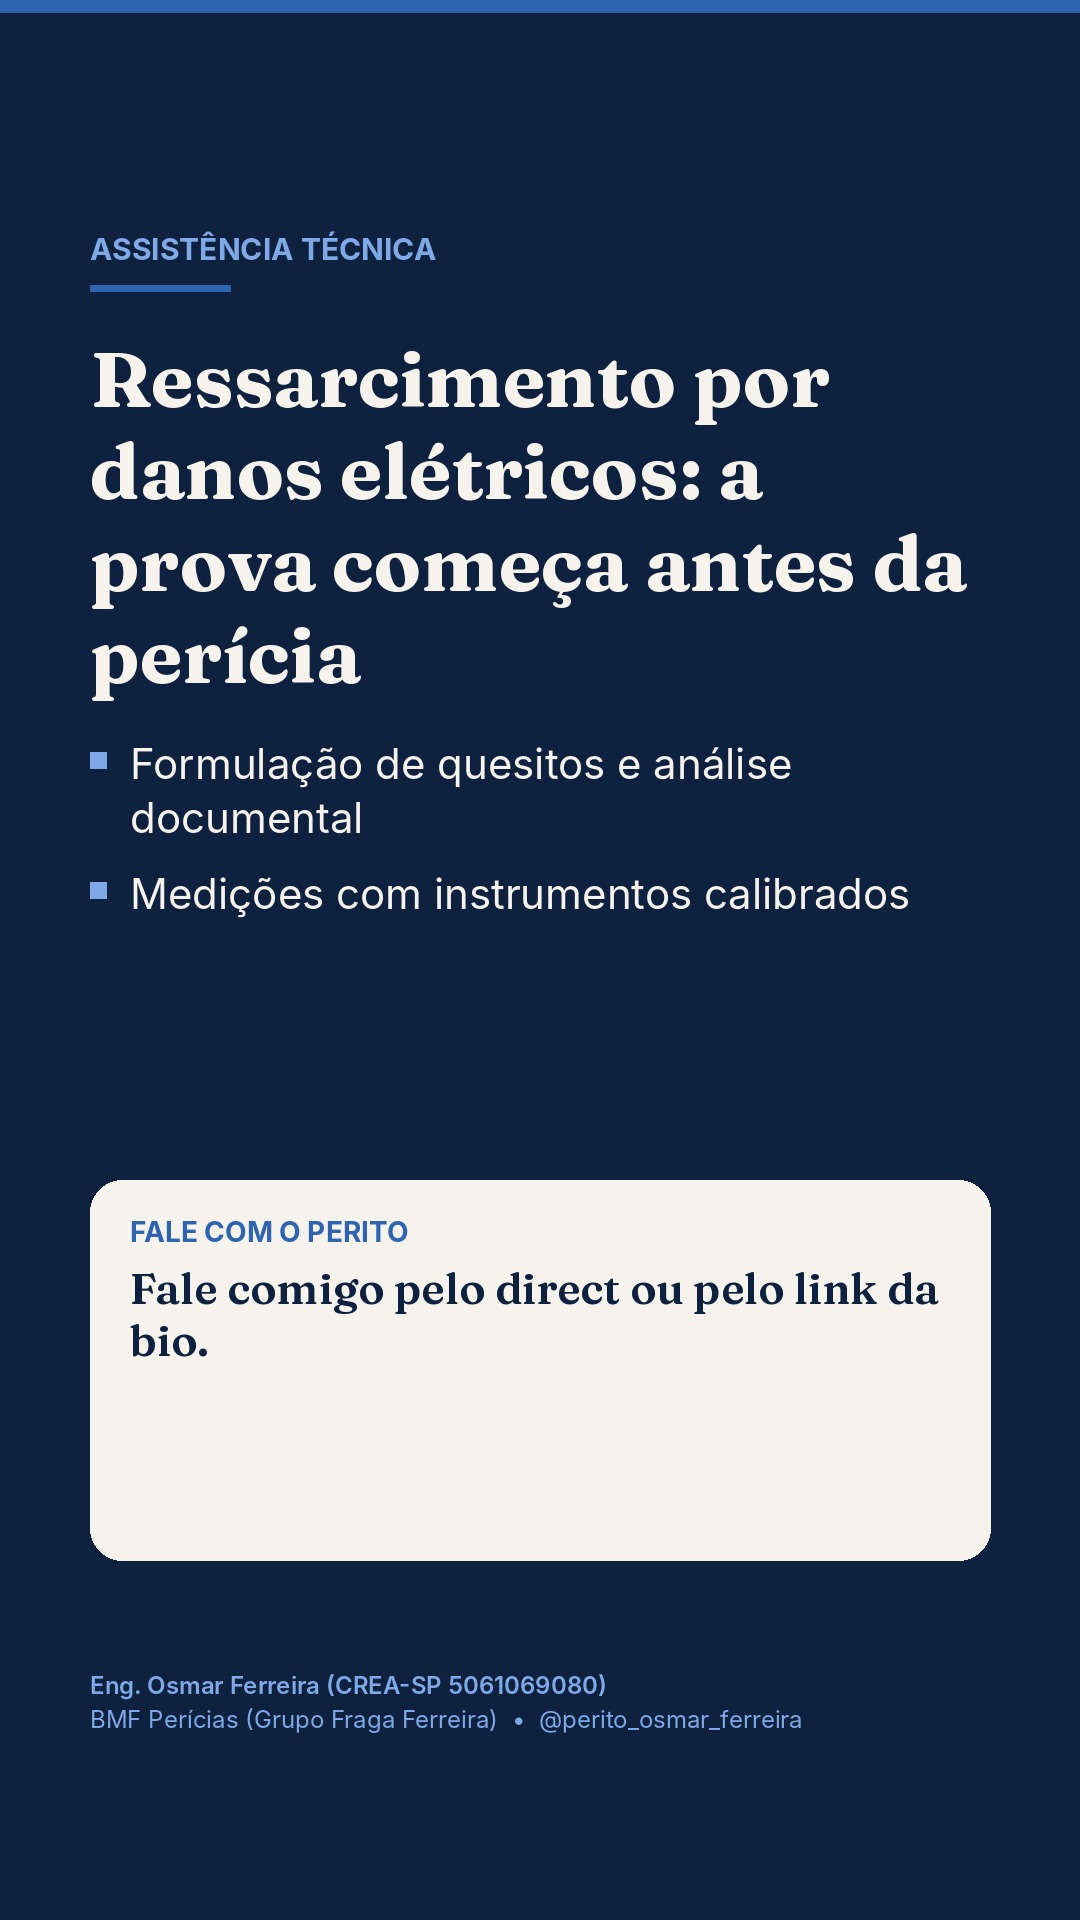 ASSISTÊNCIA TÉCNICA
Ressarcimento por
danos elétricos: a
prova começa antes da
perícia
Formulação de quesitos e análise
documental
Medições com instrumentos calibrados
FALE COM O PERITO
Fale comigo pelo direct ou pelo link da
bio.
Eng. Osmar Ferreira (CREA-SP 5061069080)
BMF Perícias (Grupo Fraga Ferreira) • @perito_osmar_ferreira